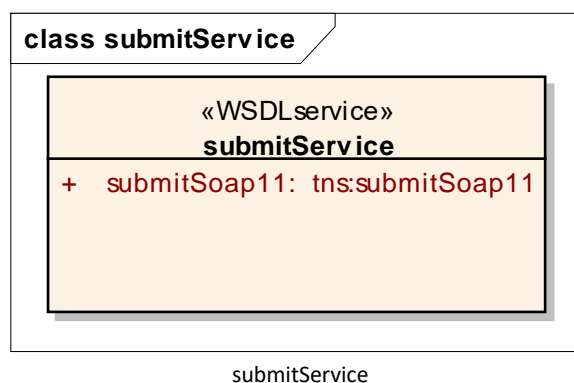 class submitService
«WSDLservice»
submitService
+ submitSoap11: tns:submitSoap11
submitService